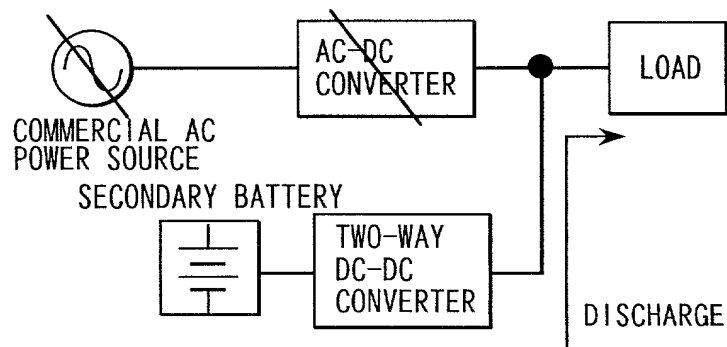 AC-DC
CONVERTER
LOAD
COMMERCIAL AC
POWER SOURCE
SECONDARY BATTERY
TWO-WAY
DC-DC
CONVERTER
DISCHARGE